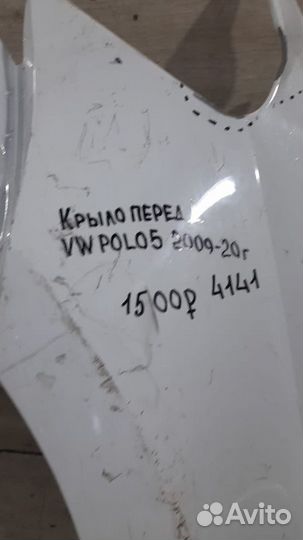 КРЫЛО ПЕРЕД
VW POLO5 2009-20г
1500₽ 4141
Avito